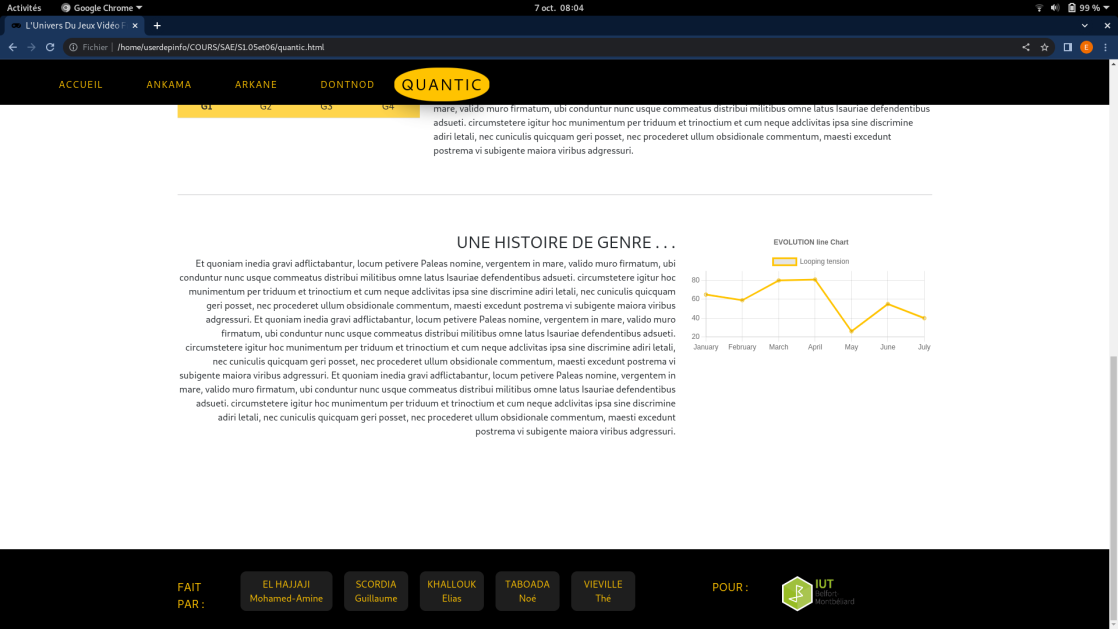 Activités Google Chrome 7 oct. 08:04 99 %
L'Univers Du Jeux Vidéo F
Fichier /home/userdepinfo/COURS/SAE/S1.05et06/quantic.html E
ACCUEIL ANKAMA ARKANE DONTNOD QUANTIC
G1 G2 G3 G4
mare, valido muro firmatum, ubi conduntur nunc usque commeatus distribui militibus omne latus Isauriae defendentibus
adsueti. circumstetere igitur hoc munimentum per triduum et trinoctium et cum neque adclivitas ipsa sine discrimine
adiri letali, nec cuniculis quicquam geri posset, nec procederet ullum obsidionale commentum, maesti excedunt
postrema vi subigente maiora viribus adgressuri.
UNE HISTOIRE DE GENRE . . .
Et quoniam inedia gravi adflictabantur, locum petivere Paleas nomine, vergentem in mare, valido muro firmatum, ubi
conduntur nunc usque commeatus distribui militibus omne latus Isauriae defendentibus adsueti. circumstetere igitur hoc
munimentum per triduum et trinoctium et cum neque adclivitas ipsa sine discrimine adiri letali, nec cuniculis quicquam
geri posset, nec procederet ullum obsidionale commentum, maesti excedunt postrema vi subigente maiora viribus
adgressuri. Et quoniam inedia gravi adflictabantur, locum petivere Paleas nomine, vergentem in mare, valido muro
firmatum, ubi conduntur nunc usque commeatus distribui militibus omne latus Isauriae defendentibus adsueti.
circumstetere igitur hoc munimentum per triduum et trinoctium et cum neque adclivitas ipsa sine discrimine adiri letali,
nec cuniculis quicquam geri posset, nec procederet ullum obsidionale commentum, maesti excedunt postrema vi
subigente maiora viribus adgressuri. Et quoniam inedia gravi adflictabantur, locum petivere Paleas nomine, vergentem in
mare, valido muro firmatum, ubi conduntur nunc usque commeatus distribui militibus omne latus Isauriae defendentibus
adsueti. circumstetere igitur hoc munimentum per triduum et trinoctium et cum neque adclivitas ipsa sine discrimine
adiri letali, nec cuniculis quicquam geri posset, nec procederet ullum obsidionale commentum, maesti excedunt
postrema vi subigente maiora viribus adgressuri.
EVOLUTION line Chart
Looping tension
80
60
40
20
January February March April May June July
FAIT
PAR :
EL HAJJAJI
Mohamed-Amine
SCORDIA
Guillaume
KHALLOUK
Elias
TABOADA
Noé
VIEVILLE
Thé
POUR :
IUT
Belfort
Montbéliard